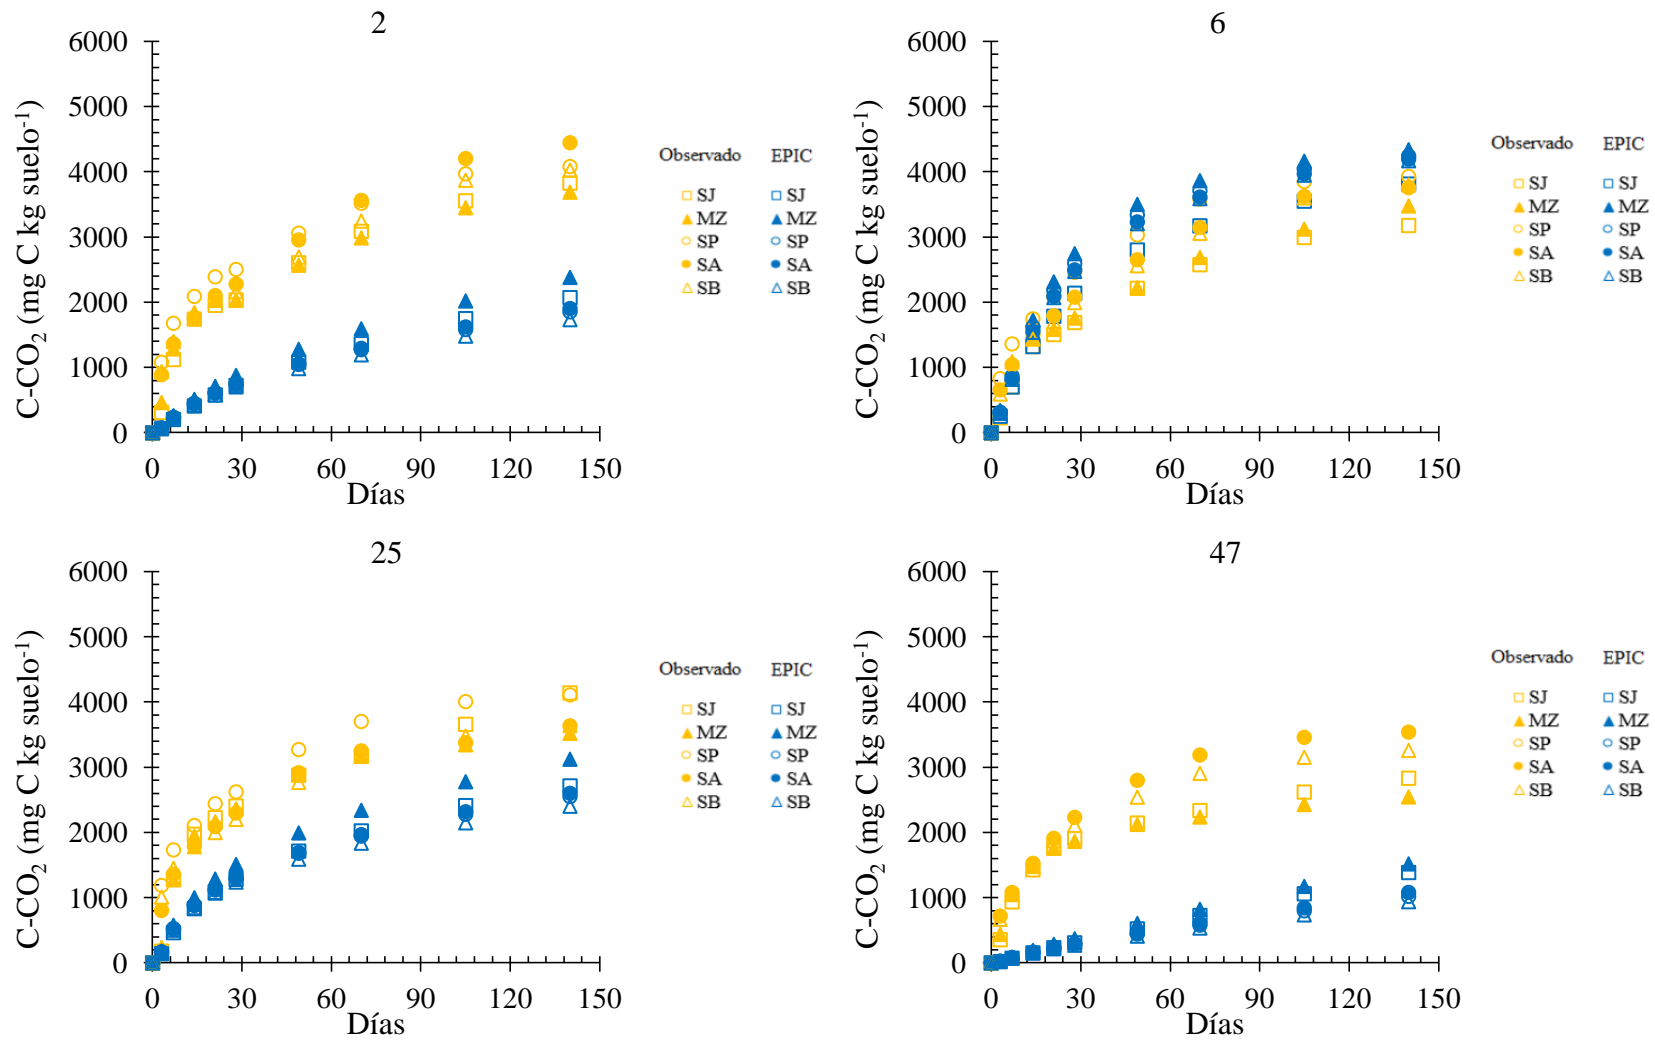 2
6000
5000
4000
3000
2000
1000
0
0 30 60 90 120 150
Días
C-CO2 (mg C kg suelo-1)
Observado EPIC
SJ SJ
MZ MZ
SP SP
SA SA
SB SB
6
6000
5000
4000
3000
2000
1000
0
0 30 60 90 120 150
Días
C-CO2 (mg C kg suelo-1)
Observado EPIC
SJ SJ
MZ MZ
SP SP
SA SA
SB SB
25
6000
5000
4000
3000
2000
1000
0
0 30 60 90 120 150
Días
C-CO2 (mg C kg suelo-1)
Observado EPIC
SJ SJ
MZ MZ
SP SP
SA SA
SB SB
47
6000
5000
4000
3000
2000
1000
0
0 30 60 90 120 150
Días
C-CO2 (mg C kg suelo-1)
Observado EPIC
SJ SJ
MZ MZ
SP SP
SA SA
SB SB